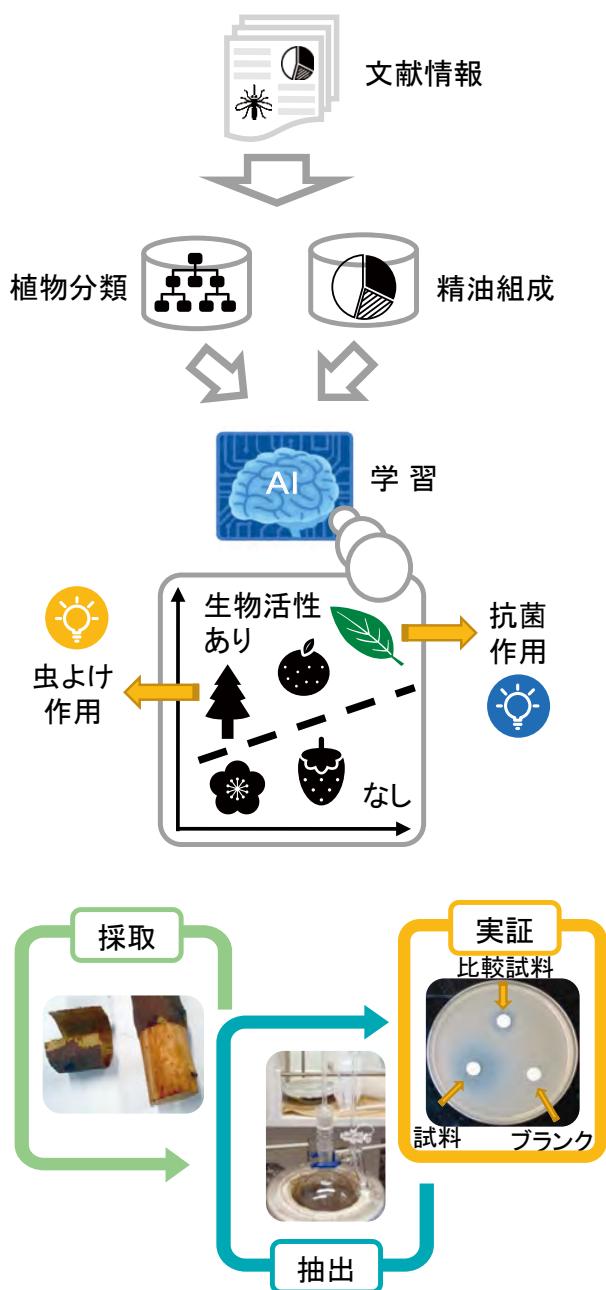 文献情報
植物分類
精油組成
AI
学 習
生物活性
あり
抗菌
作用
虫よけ
作用
なし
採取
実証
比較試料
試料
ブランク
抽出